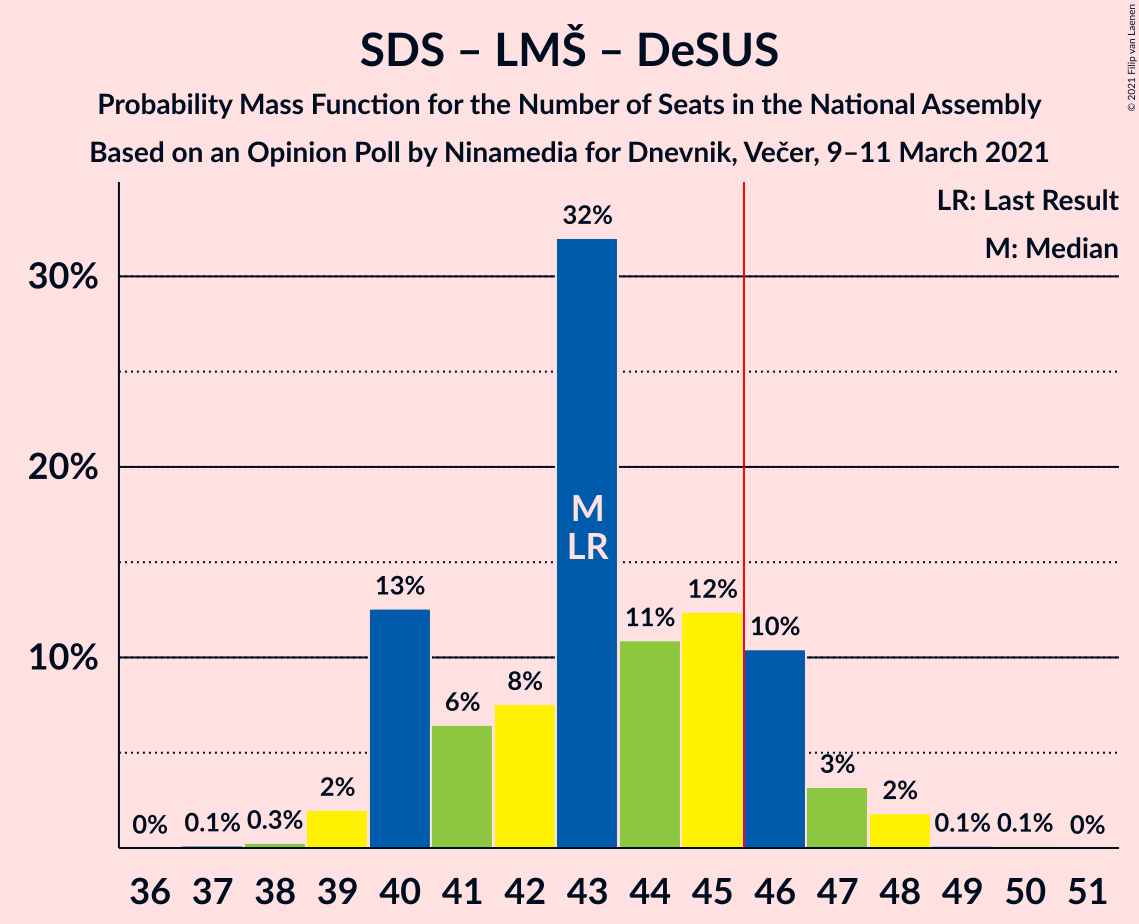 SDS – LMŠ – DeSUS
Probability Mass Function for the Number of Seats in the National Assembly
Based on an Opinion Poll by Ninamedia for Dnevnik, Večer, 9–11 March 2021
© 2021 Filip van Laenen
LR: Last Result
M: Median
30%
20%
10%
0%
0.1%
0.3%
2%
13%
6%
8%
32%
11%
12%
10%
3%
2%
0.1%
0.1%
0%
M
LR
36 37 38 39 40 41 42 43 44 45 46 47 48 49 50 51